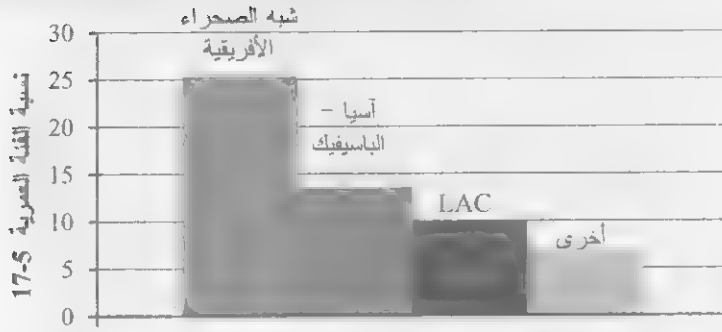 شبه الصحراء
الأفريقية
آسيا –
الباسيفيك
LAC
أخرى
نسبة الفئة العمرية 5-17
30
25
20
15
10
5
0